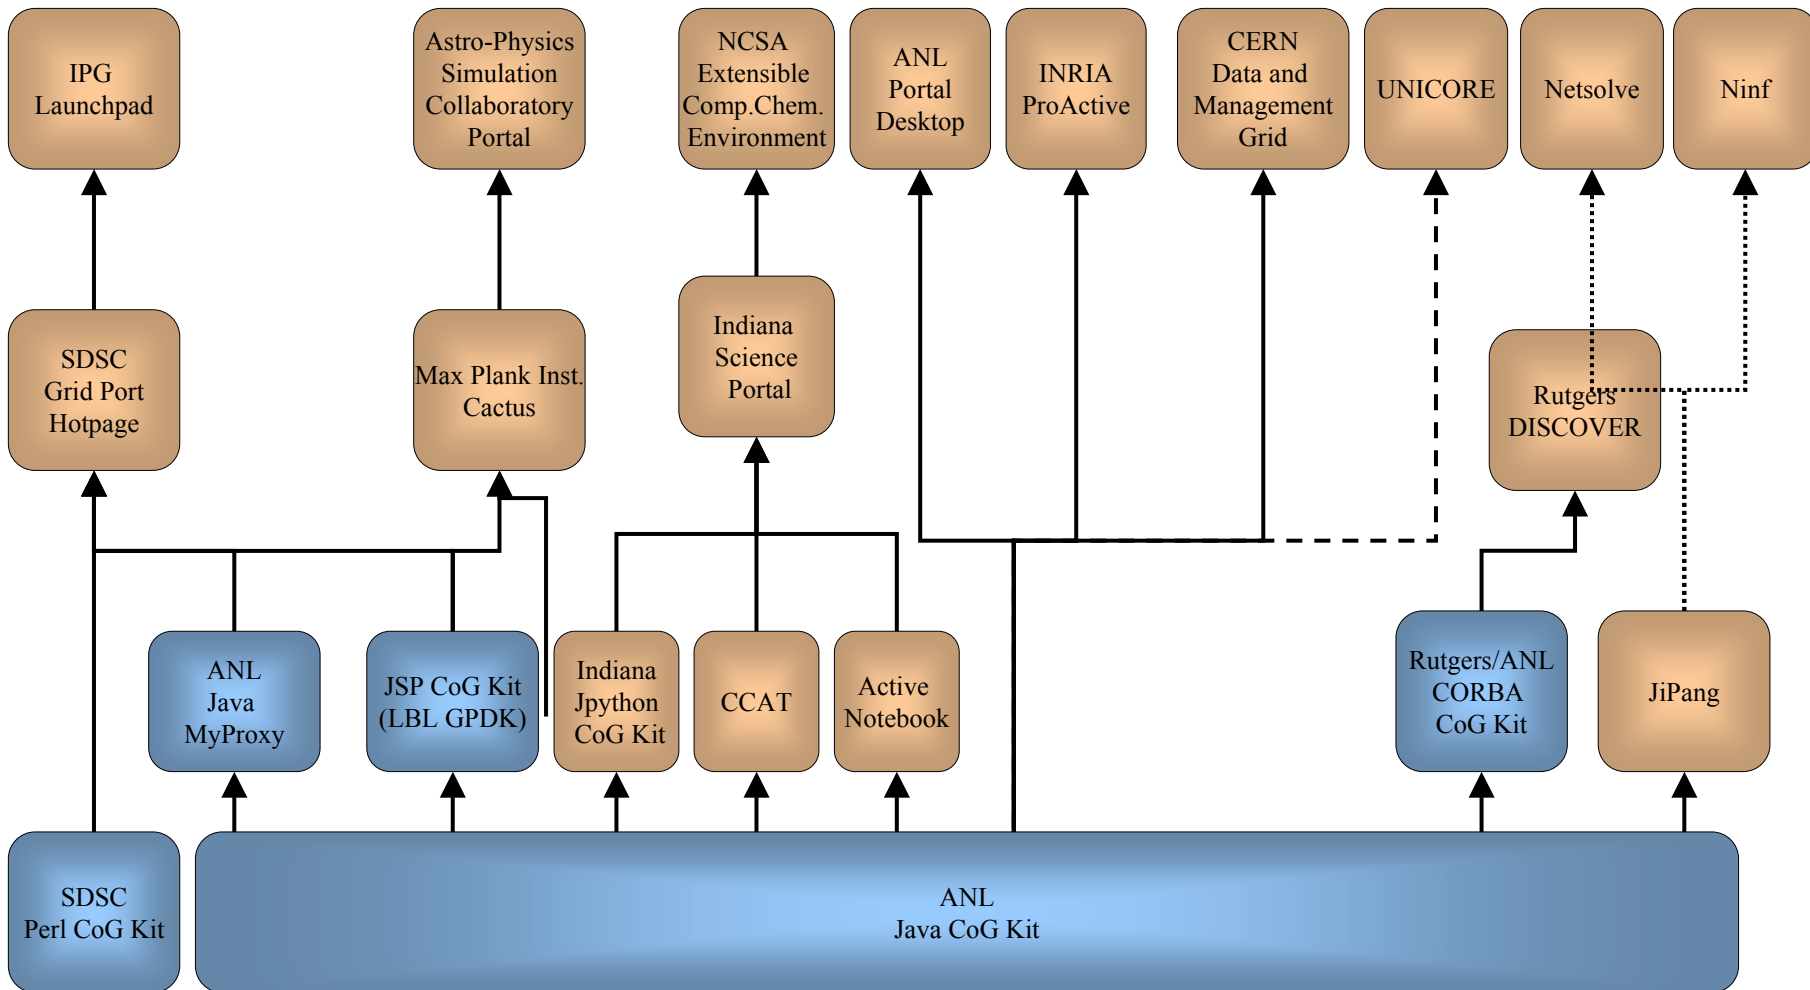 IPG
Launchpad
Astro-Physics
Simulation
Collaboratory
Portal
NCSA
Extensible
Comp.Chem.
Environment
ANL
Portal
Desktop
INRIA
ProActive
CERN
Data and
Management
Grid
UNICORE
Netsolve
Ninf
SDSC
Grid Port
Hotpage
Max Plank Inst.
Cactus
Indiana
Science
Portal
Rutgers
DISCOVER
ANL
Java
MyProxy
JSP CoG Kit
(LBL GPDK)
Indiana
Jpython
CoG Kit
CCAT
Active
Notebook
Rutgers/ANL
CORBA
CoG Kit
JiPang
SDSC
Perl CoG Kit
ANL
Java CoG Kit